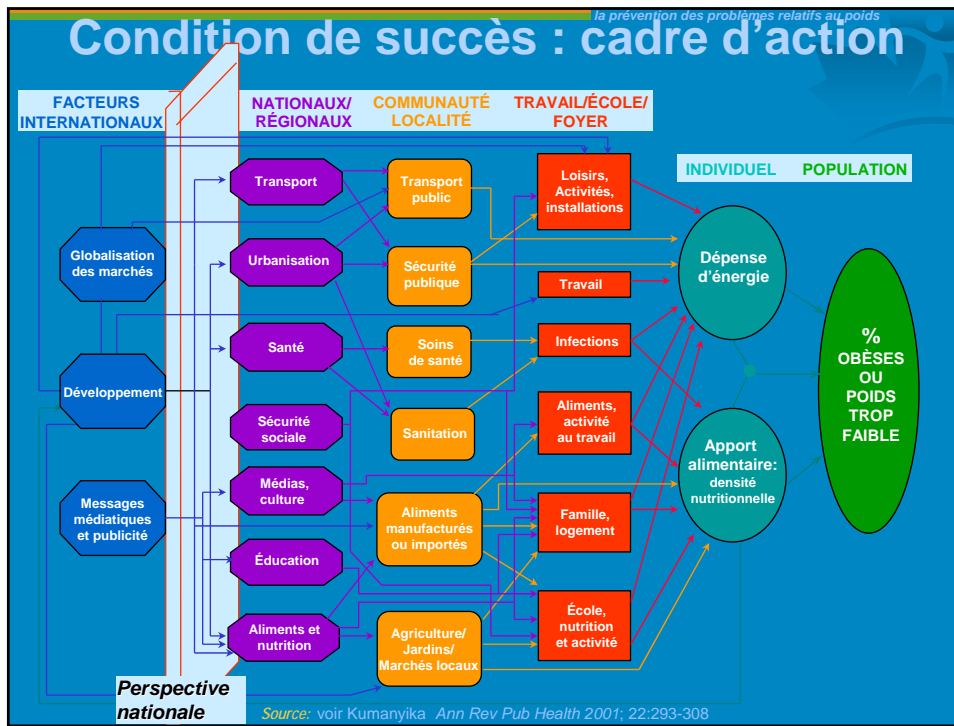 la prévention des problèmes relatifs au poids
Condition de succès : cadre d'action
FACTEURS
INTERNATIONAUX
NATIONAUX/
RÉGIONAUX
COMMUNAUTÉ
LOCALITÉ
TRAVAIL/ÉCOLE/
FOYER
INDIVIDUEL
POPULATION
Globalisation
des marchés
Développement
Messages
médiatiques
et publicité
Transport
Urbanisation
Santé
Sécurité
sociale
Médias,
culture
Éducation
Aliments et
nutrition
Transport
public
Sécurité
publique
Soins
de santé
Sanitation
Aliments
manufacturés
ou importés
Agriculture/
Jardins/
Marchés locaux
Loisirs,
Activités,
installations
Travail
Infections
Aliments,
activité
au travail
Famille,
logement
École,
nutrition
et activité
Dépense
d'énergie
Apport
alimentaire:
densité
nutritionnelle
%
OBÈSES
OU
POIDS
TROP
FAIBLE
Perspective
nationale
Source: voir Kumanyika Ann Rev Pub Health 2001; 22:293-308